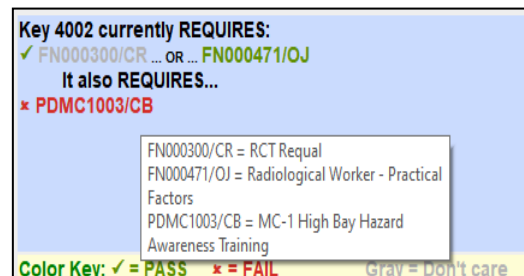 Key 4002 currently REQUIRES:
✓ FN000300/CR ... OR ... FN000471/OJ
It also REQUIRES...
× PDMC1003/CB
FN000300/CR = RCT Requal
FN000471/OJ = Radiological Worker - Practical
Factors
PDMC1003/CB = MC-1 High Bay Hazard
Awareness Training
Color Key: ✓ = PASS × = FAIL Gray = Don't care